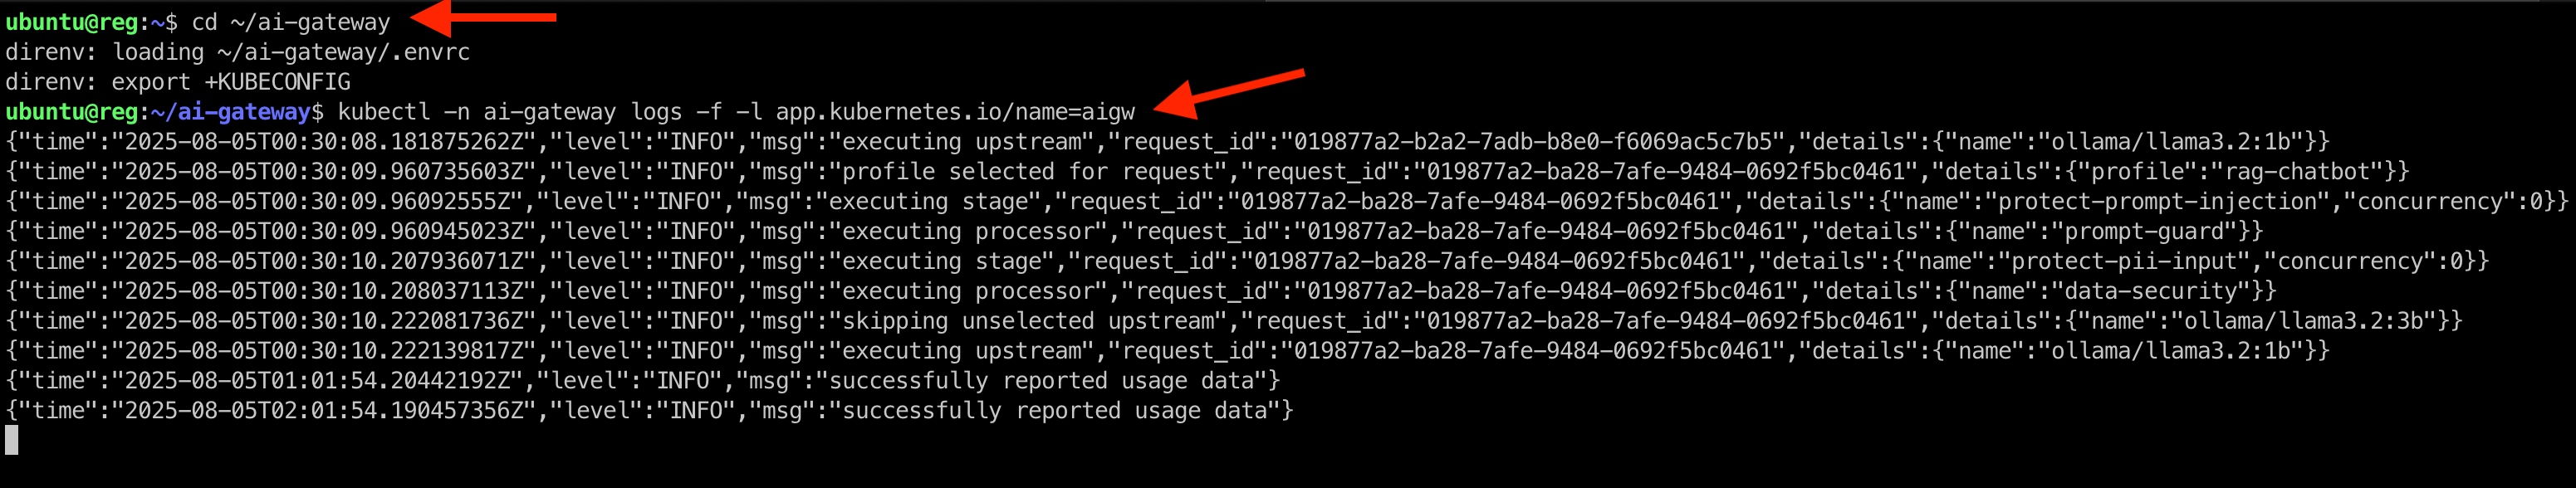 ubuntu@reg:~$ cd ~/ai-gateway
direnv: loading ~/ai-gateway/.envrc
direnv: export +KUBECONFIG
ubuntu@reg:~/ai-gateway$ kubectl -n ai-gateway logs -f -l app.kubernetes.io/name=aigw
{"time":"2025-08-05T00:30:08.181875262Z","level":"INFO","msg":"executing upstream","request_id":"019877a2-b2a2-7adb-b8e0-f6069ac5c7b5","details":{"name":"ollama/llama3.2:1b"}}
{"time":"2025-08-05T00:30:09.960735603Z","level":"INFO","msg":"profile selected for request","request_id":"019877a2-ba28-7afe-9484-0692f5bc0461","details":{"profile":"rag-chatbot"}}
{"time":"2025-08-05T00:30:09.96092555Z","level":"INFO","msg":"executing stage","request_id":"019877a2-ba28-7afe-9484-0692f5bc0461","details":{"name":"protect-prompt-injection","concurrency":0}}
{"time":"2025-08-05T00:30:09.960945023Z","level":"INFO","msg":"executing processor","request_id":"019877a2-ba28-7afe-9484-0692f5bc0461","details":{"name":"prompt-guard"}}
{"time":"2025-08-05T00:30:10.207936071Z","level":"INFO","msg":"executing stage","request_id":"019877a2-ba28-7afe-9484-0692f5bc0461","details":{"name":"protect-pii-input","concurrency":0}}
{"time":"2025-08-05T00:30:10.208037113Z","level":"INFO","msg":"executing processor","request_id":"019877a2-ba28-7afe-9484-0692f5bc0461","details":{"name":"data-security"}}
{"time":"2025-08-05T00:30:10.222081736Z","level":"INFO","msg":"skipping unselected upstream","request_id":"019877a2-ba28-7afe-9484-0692f5bc0461","details":{"name":"ollama/llama3.2:3b"}}
{"time":"2025-08-05T00:30:10.222139817Z","level":"INFO","msg":"executing upstream","request_id":"019877a2-ba28-7afe-9484-0692f5bc0461","details":{"name":"ollama/llama3.2:1b"}}
{"time":"2025-08-05T01:01:54.20442192Z","level":"INFO","msg":"successfully reported usage data"}
{"time":"2025-08-05T02:01:54.190457356Z","level":"INFO","msg":"successfully reported usage data"}